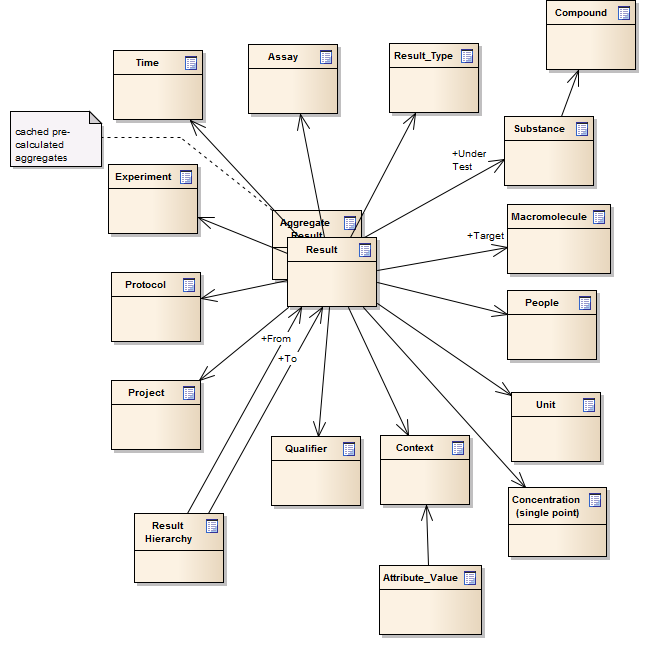 Compound
Time
Assay
Result_Type
cached pre-
calculated
aggregates
Substance
+Under
Test
Experiment
Aggregate
Result
Macromolecule
+Target
Result
Protocol
People
+From
+To
Project
Unit
Qualifier
Context
Concentration
(single point)
Result
Hierarchy
Attribute_Value